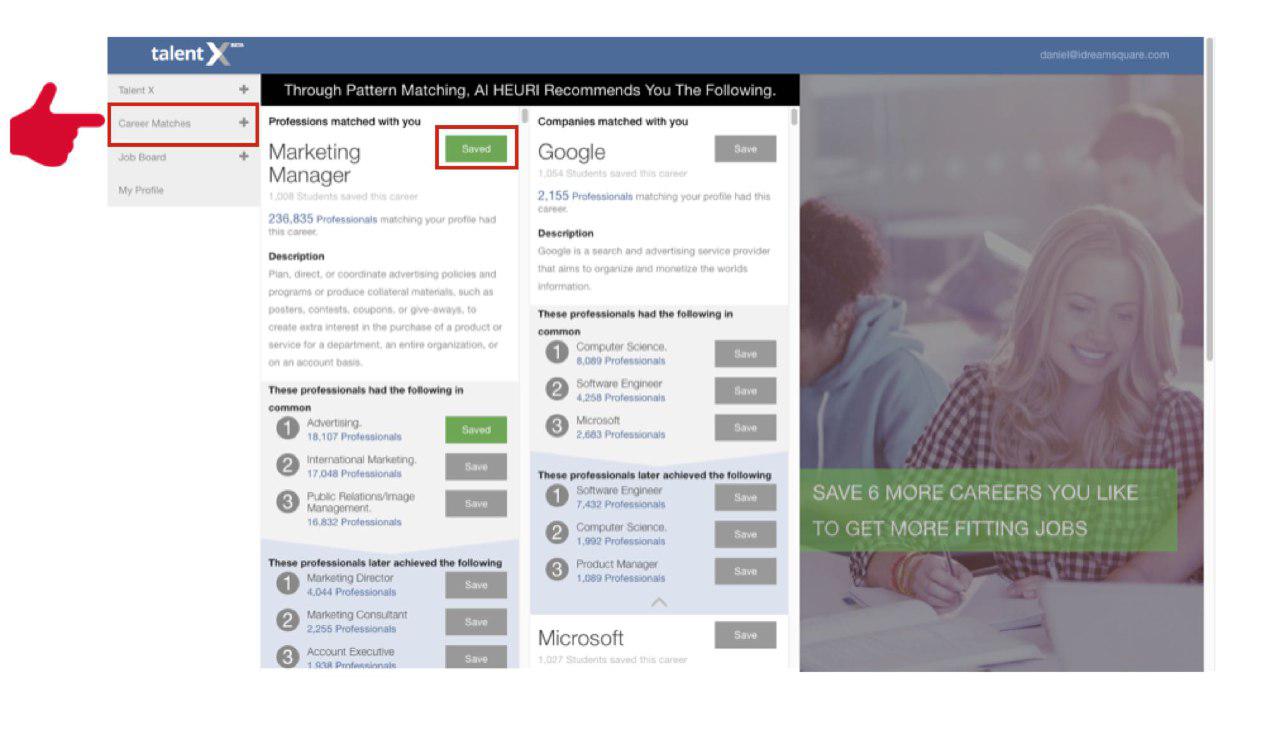 talentX BETA
daniel@idreamsquare.com
Talent X
Career Matches
Job Board
My Profile
Through Pattern Matching, AI HEURI Recommends You The Following.
Professions matched with you
Marketing
Manager
Saved
1,008 Students saved this career
236,835 Professionals matching your profile had
this career.
Description
Plan, direct, or coordinate advertising policies and
programs or produce collateral materials, such as
posters, contests, coupons, or give-aways, to
create extra interest in the purchase of a product or
service for a department, an entire organization, or
on an account basis.
These professionals had the following in
common
1 Advertising.
18,107 Professionals
Saved
2 International Marketing.
17,048 Professionals
Save
3 Public Relations/Image
Management.
16,832 Professionals
Save
These professionals later achieved the following
1 Marketing Director
4,044 Professionals
Save
2 Marketing Consultant
2,255 Professionals
Save
3 Account Executive
1,938 Professionals
Save
Companies matched with you
Google
Save
1,054 Students saved this career
2,155 Professionals matching your profile had this
career.
Description
Google is a search and advertising service provider
that aims to organize and monetize the worlds
information.
These professionals had the following in
common
1 Computer Science.
8,089 Professionals
Save
2 Software Engineer
4,258 Professionals
Save
3 Microsoft
2,683 Professionals
Save
These professionals later achieved the following
1 Software Engineer
7,432 Professionals
Save
2 Computer Science.
1,992 Professionals
Save
3 Product Manager
1,089 Professionals
Save
Microsoft
Save
1,027 Students saved this career
SAVE 6 MORE CAREERS YOU LIKE
TO GET MORE FITTING JOBS